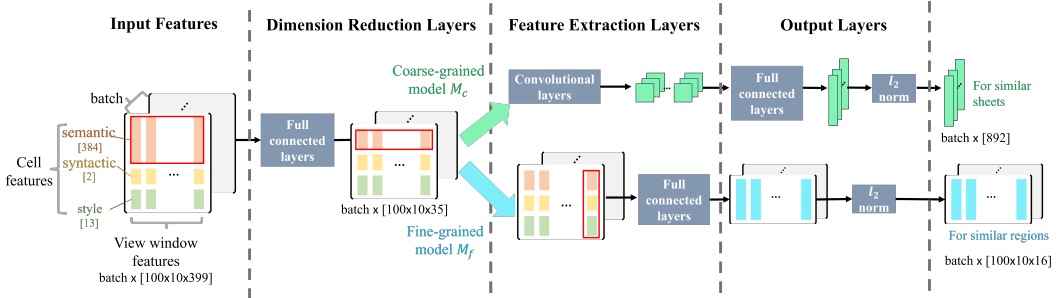 Input Features
Dimension Reduction Layers
Feature Extraction Layers
Output Layers
batch
semantic
[384]
Cell
features
syntactic
[2]
...
style
[13]
View window
features
batch x [100x10x399]
Full
connected
layers
...
batch x [100x10x35]
Coarse-grained
model Mc
Fine-grained
model Mf
Convolutional
layers
...
Full
connected
layers
l2
norm
For similar
sheets
batch x [892]
...
Full
connected
layers
...
l2
norm
...
For similar regions
batch x [100x10x16]